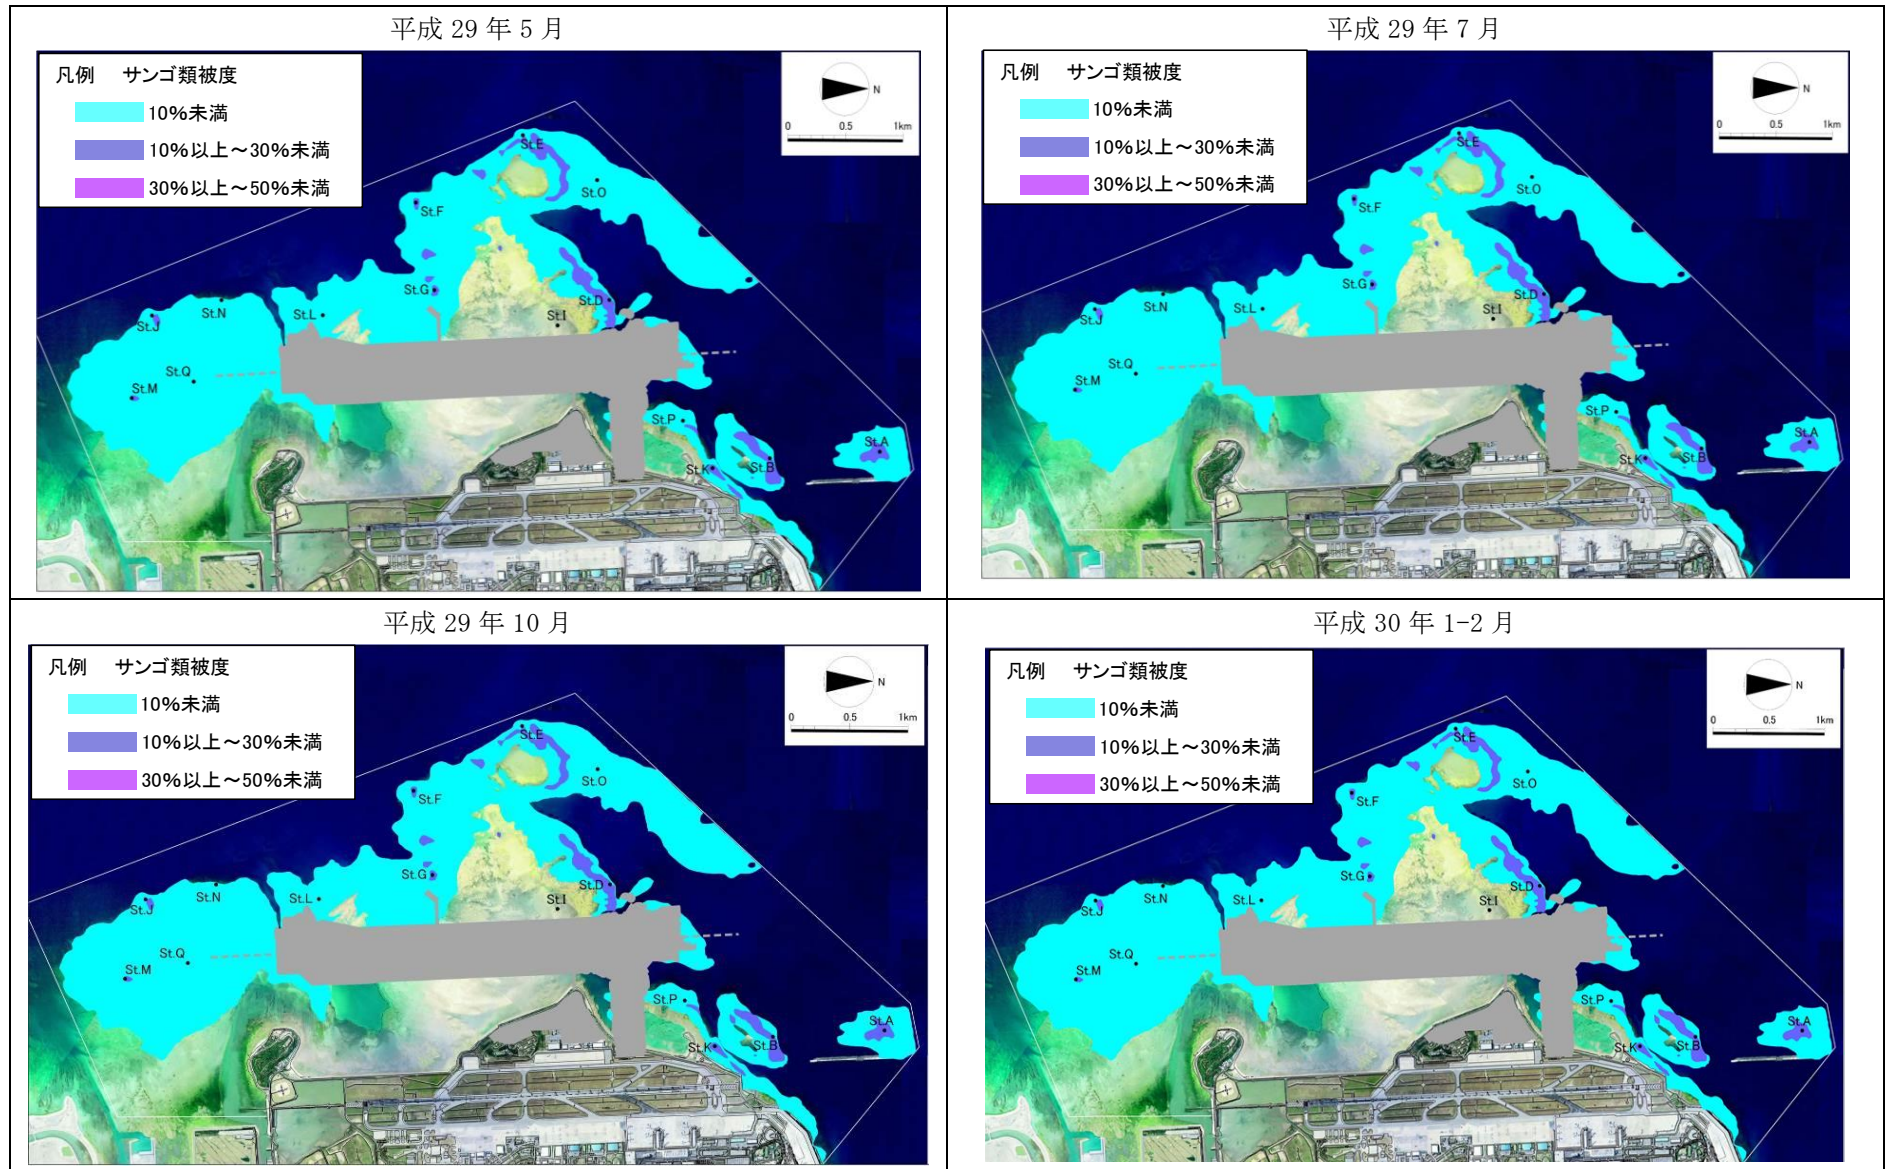 平成 29 年 5 月
凡例 サンゴ類被度
10%未満
10%以上～30%未満
30%以上～50%未満
N
0 0.5 1km
St.E
St.O
St.F
St.G
St.D
St.J
St.N
St.L
St.I
St.Q
St.M
St.P
St.A
St.K
St.B
平成 29 年 7 月
凡例 サンゴ類被度
10%未満
10%以上～30%未満
30%以上～50%未満
N
0 0.5 1km
St.E
St.O
St.F
St.G
St.D
St.J
St.N
St.L
St.I
St.Q
St.M
St.P
St.A
St.K
St.B
平成 29 年 10 月
凡例 サンゴ類被度
10%未満
10%以上～30%未満
30%以上～50%未満
N
0 0.5 1km
St.E
St.O
St.F
St.G
St.D
St.J
St.N
St.L
St.I
St.Q
St.M
St.P
St.A
St.K
St.B
平成 30 年 1-2 月
凡例 サンゴ類被度
10%未満
10%以上～30%未満
30%以上～50%未満
N
0 0.5 1km
St.E
St.O
St.F
St.G
St.D
St.J
St.N
St.L
St.I
St.Q
St.M
St.P
St.A
St.K
St.B